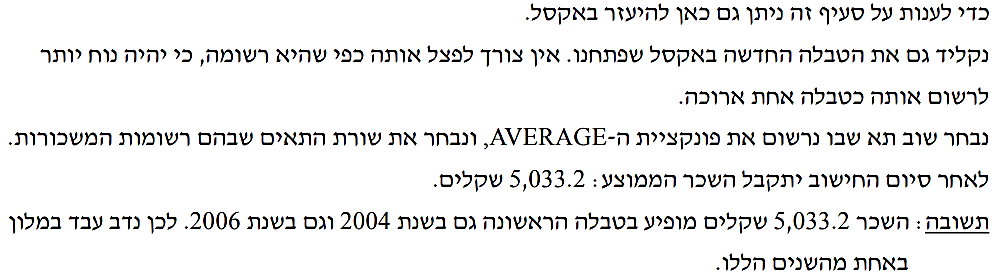 כדי לענות על סעיף זה ניתן גם כאן להיעזר באקסל.
נקליד גם את הטבלה החדשה באקסל שפתחנו. אין צורך לפצל אותה כפי שהיא רשומה, כי יהיה נוח יותר
לרשום אותה כטבלה אחת ארוכה.
נבחר שוב תא שבו נרשום את פונקציית ה-AVERAGE, ונבחר את שורת התאים שבהם רשומות המשכורות.
לאחר סיום החישוב יתקבל השכר הממוצע: 5,033.2 שקלים.
תשובה: השכר 5,033.2 שקלים מופיע בטבלה הראשונה גם בשנת 2004 וגם בשנת 2006. לכן נדב עבד במלון
באחת מהשנים הללו.